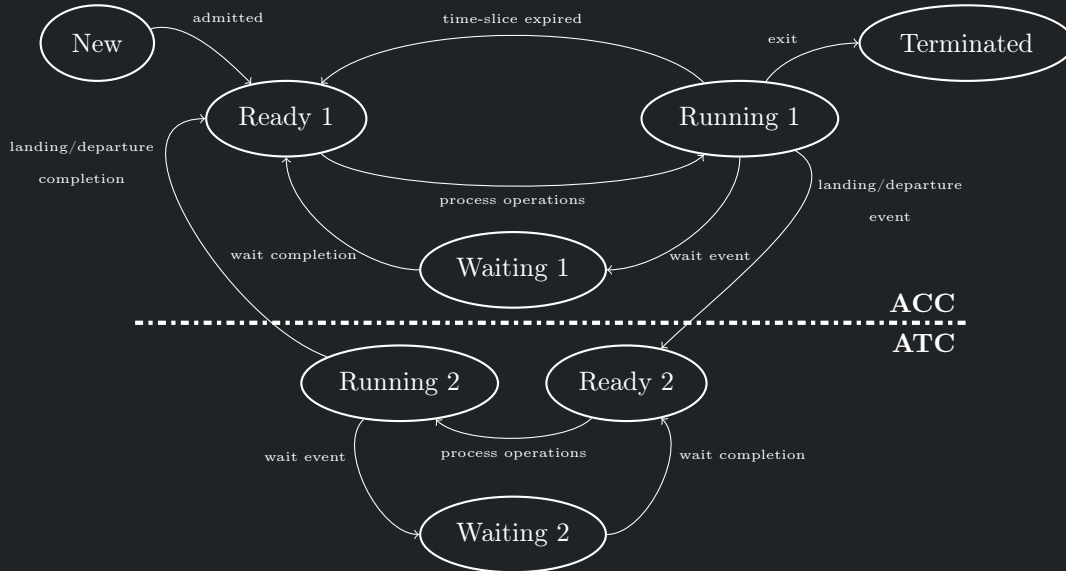 admitted
time-slice expired
exit
New
Terminated
Ready 1
Running 1
landing/departure
completion
landing/departure
event
process operations
wait completion
wait event
Waiting 1
ACC
ATC
Running 2
Ready 2
wait event
process operations
wait completion
Waiting 2